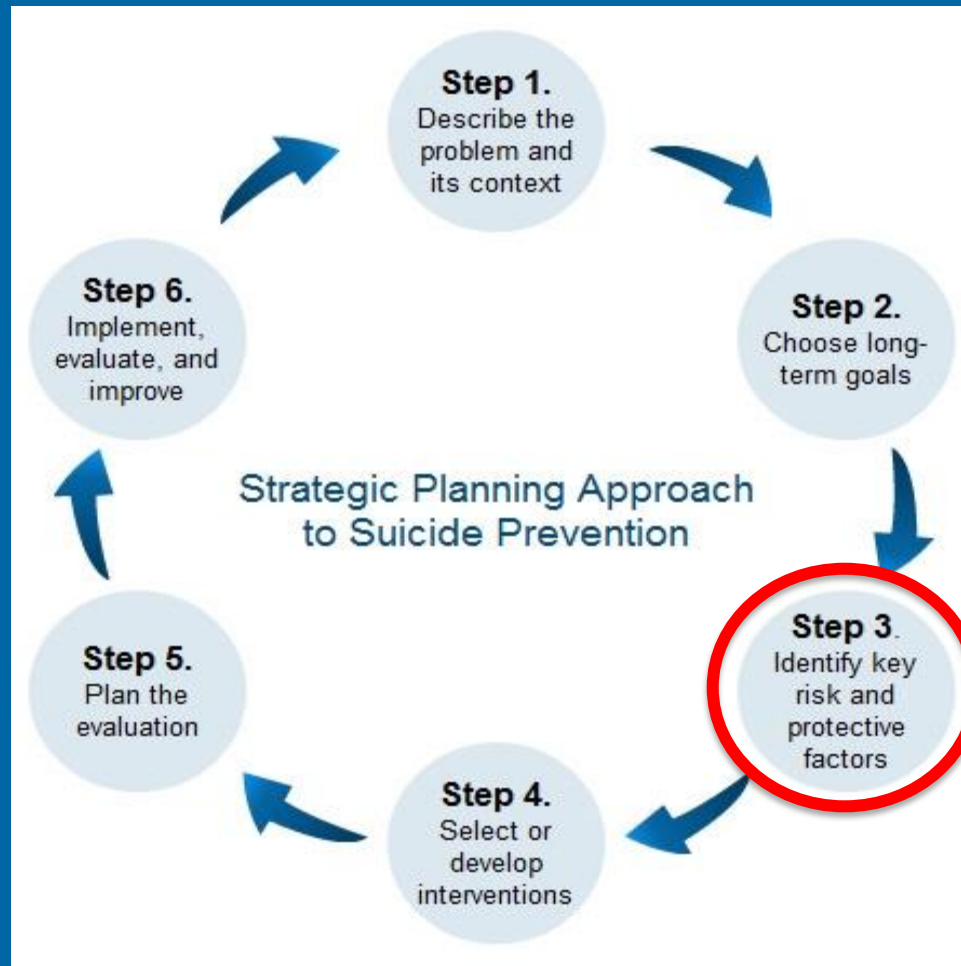 Step 1.
Describe the
problem and
its context
Step 2.
Choose long-
term goals
Step 3.
Identify key
risk and
protective
factors
Step 4.
Select or
develop
interventions
Step 5.
Plan the
evaluation
Step 6.
Implement,
evaluate, and
improve
Strategic Planning Approach
to Suicide Prevention